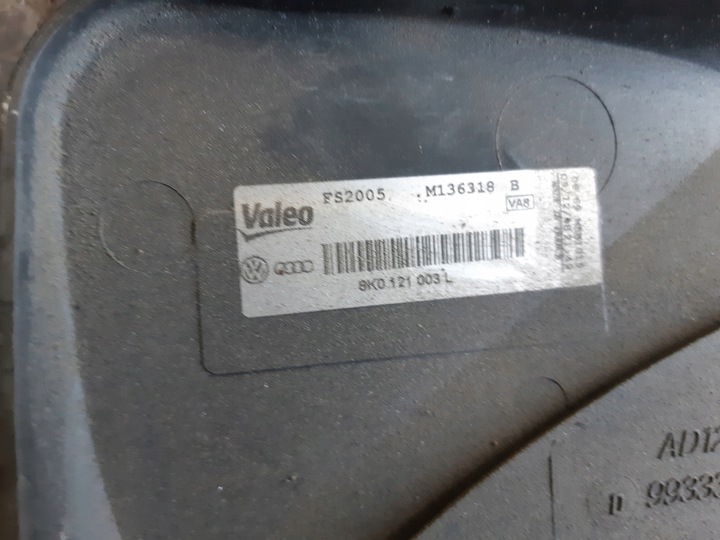 Valeo
FS2005 M136318 B
VA8
8K0 121 003 L
AD12
D 99333